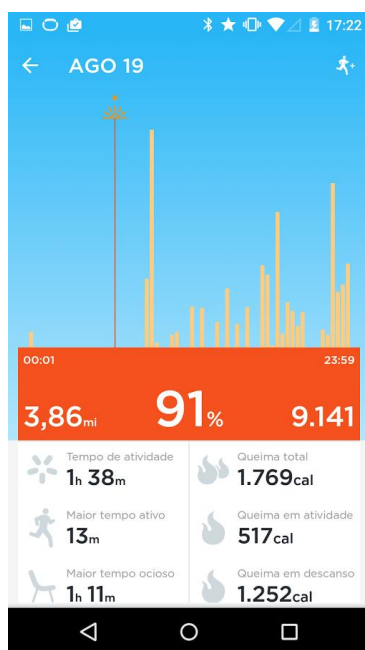 17:22
AGO 19
00:01 23:59
3,86mi 91% 9.141
Tempo de atividade
1h 38m
Queima total
1.769cal
Maior tempo ativo
13m
Queima em atividade
517cal
Maior tempo ocioso
1h 11m
Queima em descanso
1.252cal